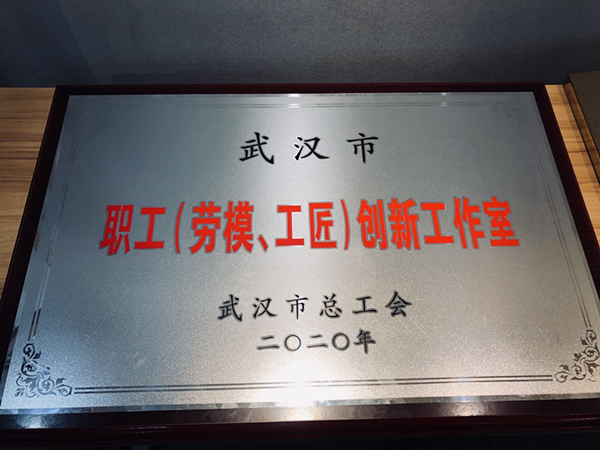 武汉市
职工(劳模、工匠)创新工作室
武汉市总工会
二〇二〇年